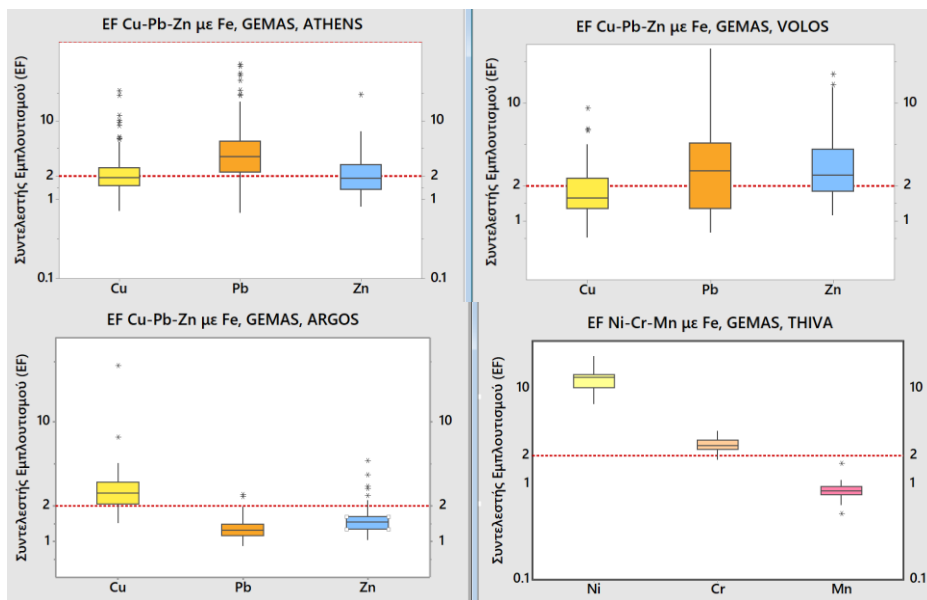 EF Cu-Pb-Zn με Fe, GEMAS, ATHENS
Συντελεστής Εμπλουτισμού (EF)
10
2
1
0.1
10
2
1
0.1
Cu Pb Zn
EF Cu-Pb-Zn με Fe, GEMAS, VOLOS
Συντελεστής Εμπλουτισμού (EF)
10
2
1
10
2
1
Cu Pb Zn
EF Cu-Pb-Zn με Fe, GEMAS, ARGOS
Συντελεστής Εμπλουτισμού (EF)
10
2
1
10
2
1
Cu Pb Zn
EF Ni-Cr-Mn με Fe, GEMAS, THIVA
Συντελεστής Εμπλουτισμού (EF)
10
2
1
0.1
10
2
1
0.1
Ni Cr Mn